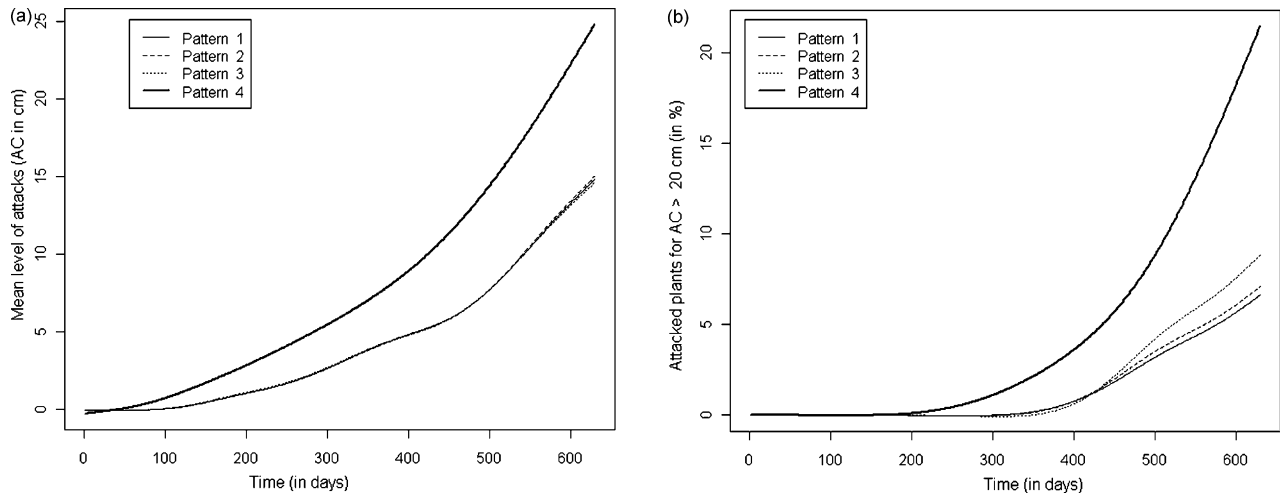 (a)
Pattern 1
Pattern 2
Pattern 3
Pattern 4
Mean level of attacks (AC in cm)
25
20
15
10
5
0
0 100 200 300 400 500 600
Time (in days)
(b)
Pattern 1
Pattern 2
Pattern 3
Pattern 4
Attacked plants for AC > 20 cm (in %)
20
15
10
5
0
0 100 200 300 400 500 600
Time (in days)